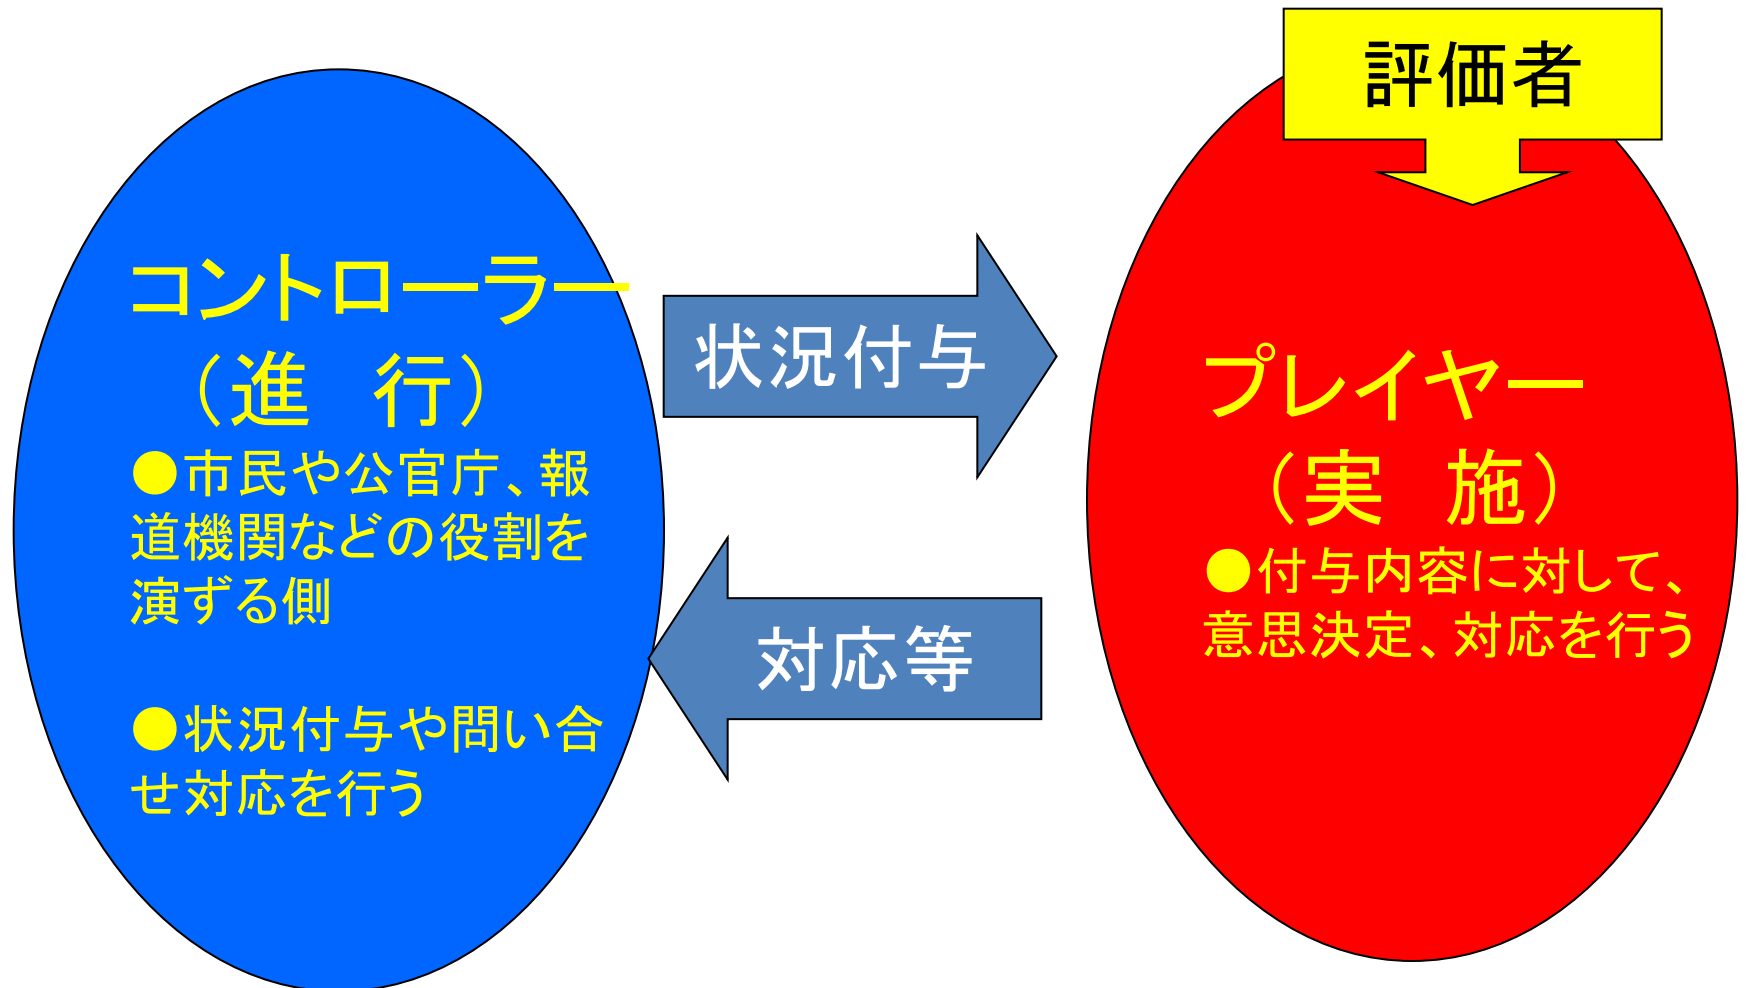 評価者
コントローラー
（進　行）
●市民や公官庁、報
道機関などの役割を
演ずる側
●状況付与や問い合
せ対応を行う
状況付与
対応等
プレイヤー
（実　施）
●付与内容に対して、
意思決定、対応を行う